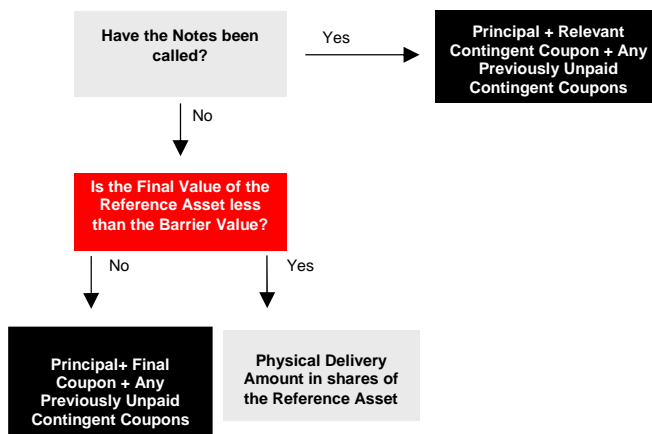 Have the Notes been
called?
Yes
Principal + Relevant
Contingent Coupon + Any
Previously Unpaid
Contingent Coupons
No
Is the Final Value of the
Reference Asset less
than the Barrier Value?
No
Yes
Principal+ Final
Coupon + Any
Previously Unpaid
Contingent Coupons
Physical Delivery
Amount in shares of
the Reference Asset